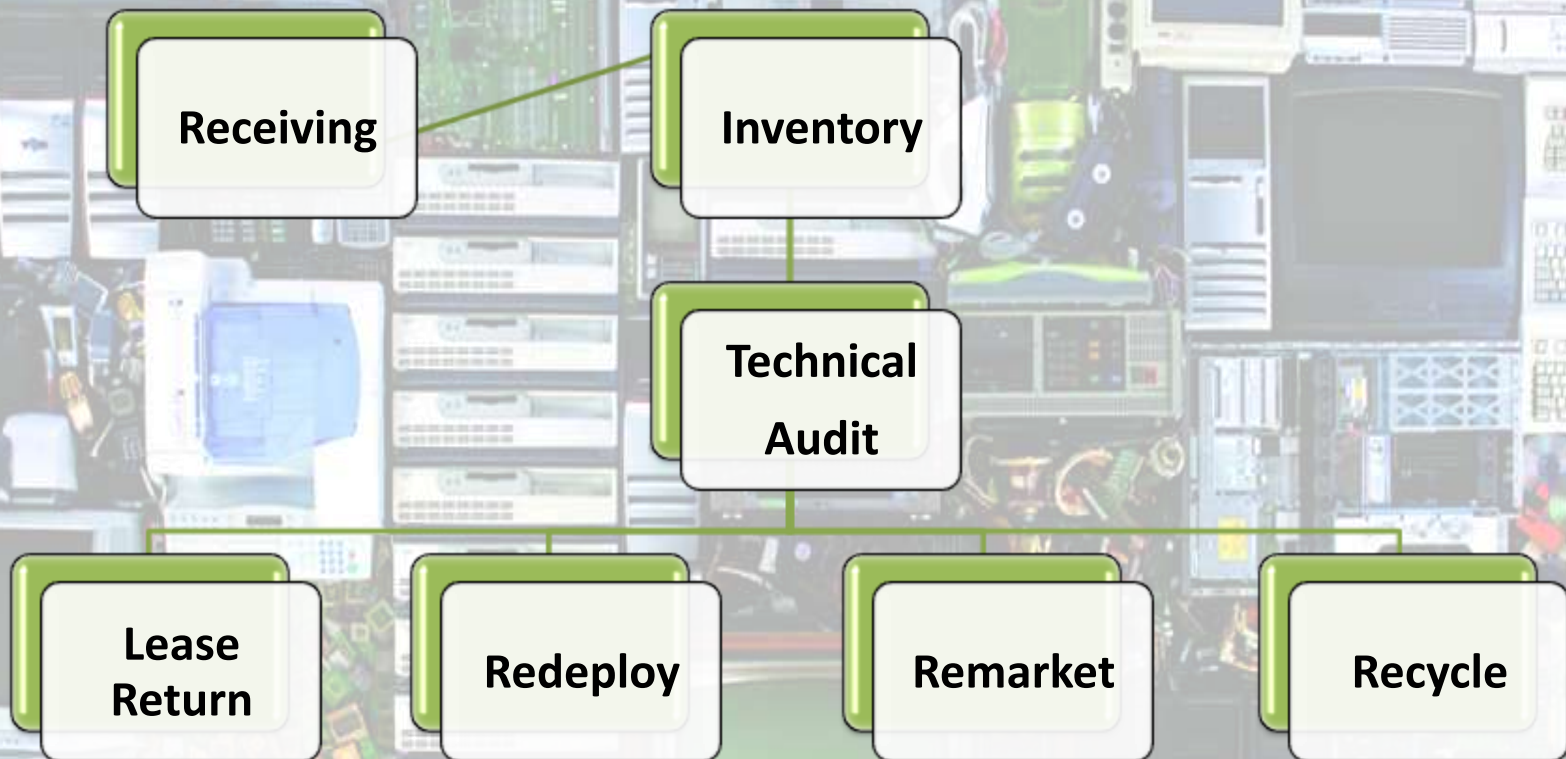 Receiving
Inventory
Technical
Audit
Lease
Return
Redeploy
Remarket
Recycle